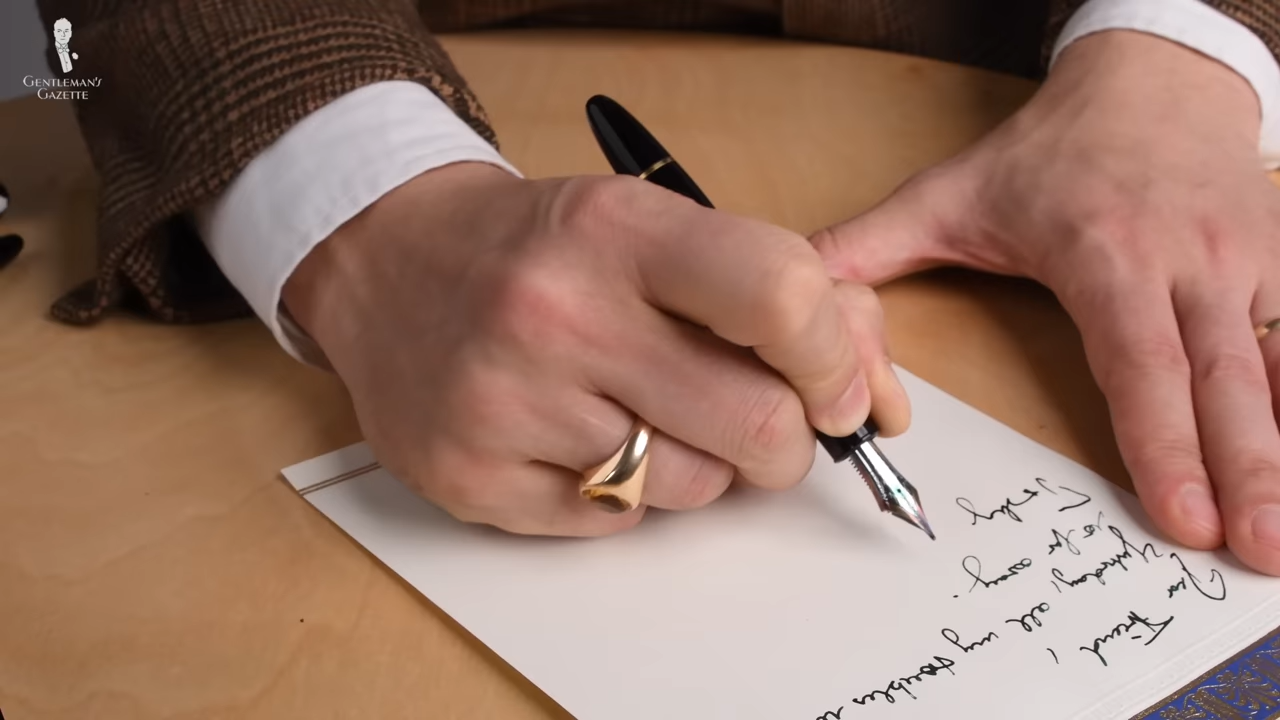 GENTLEMAN'S
GAZETTE
Dear Friend,
Yesterday, all my troubles
so far away.